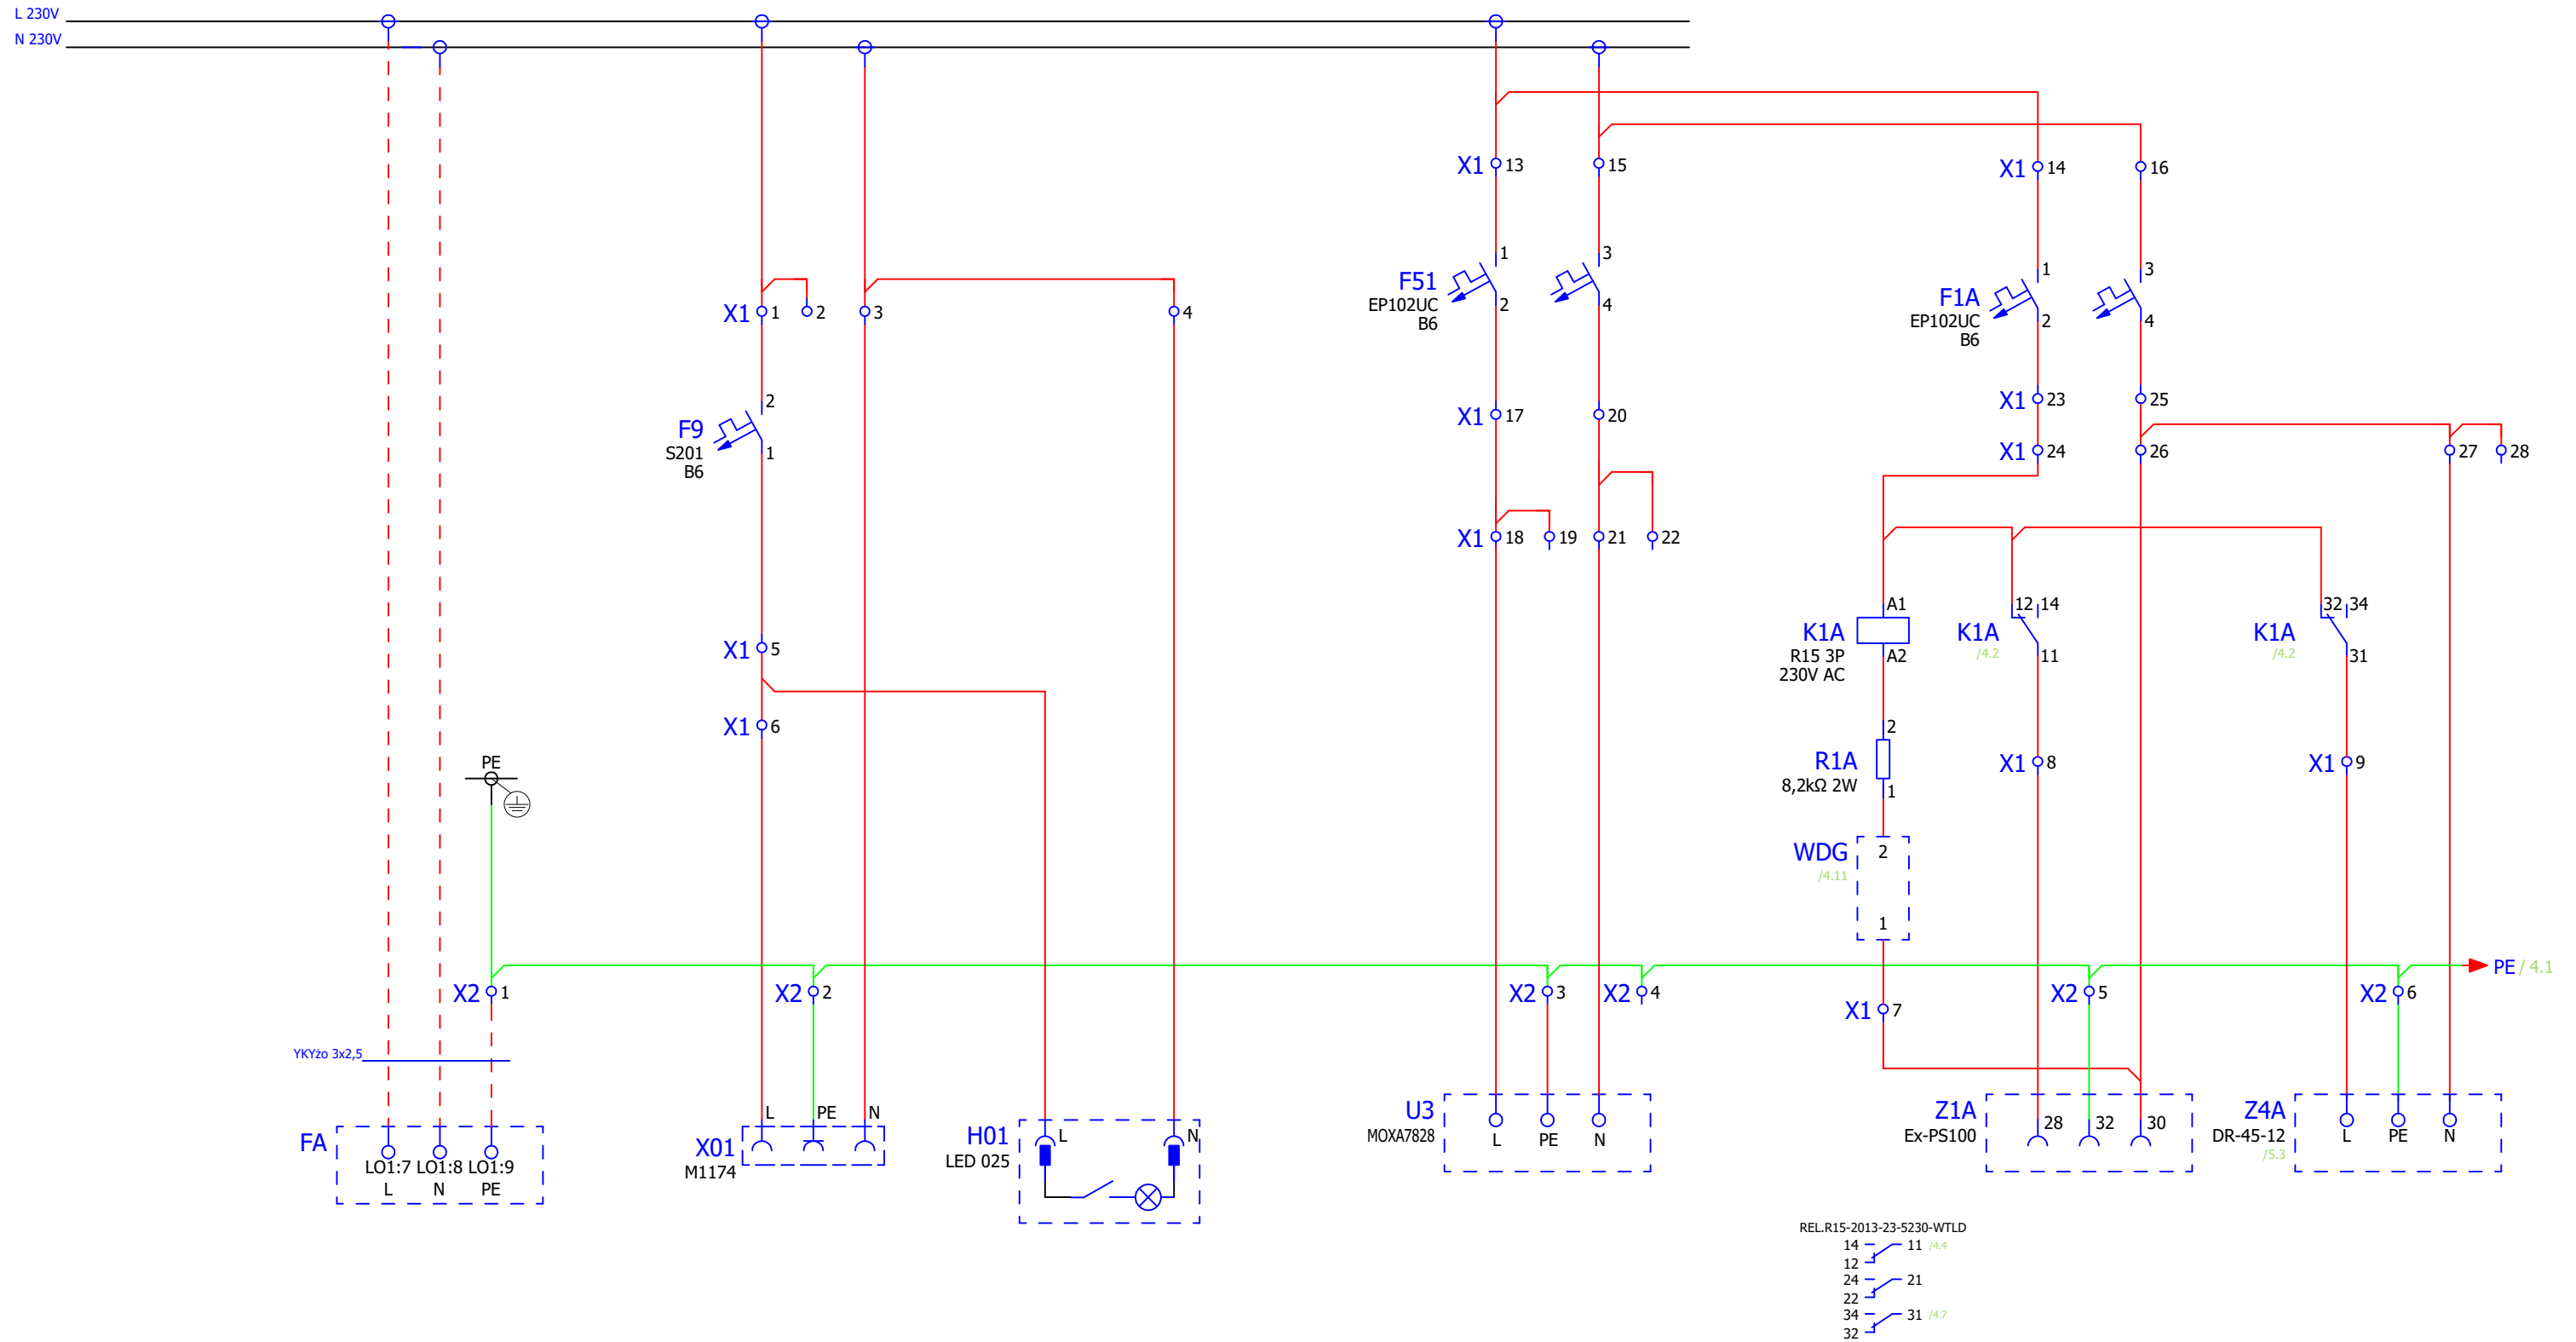 L 230V
N 230V
X1 13 15
X1 14 16
F51
EP102UC
B6
1 3
2 4
F1A
EP102UC
B6
1 3
2 4
X1 1 2 3 4
F9
S201
B6
2
1
X1 17 20
X1 23 25
X1 24 26 27 28
X1 18 19 21 22
X1 5
X1 6
K1A
R15 3P
230V AC
A1
A2
K1A
/4.2
12 14
11
K1A
/4.2
32 34
31
R1A
8,2kΩ 2W
2
1
X1 8
X1 9
PE
WDG
/4.11
2
1
PE / 4.1
X2 1
X2 2
X2 3
X2 4
X2 5
X2 6
X1 7
YKYżo 3x2,5
FA
LO1:7 LO1:8 LO1:9
L N PE
X01
M1174
L PE N
H01
LED 025
L N
U3
MOXA7828
L PE N
Z1A
Ex-PS100
28 32 30
Z4A
DR-45-12
/5.3
L PE N
REL.R15-2013-23-5230-WTLD
14 11 /4.4
12
24 21
22
34 31 /4.7
32